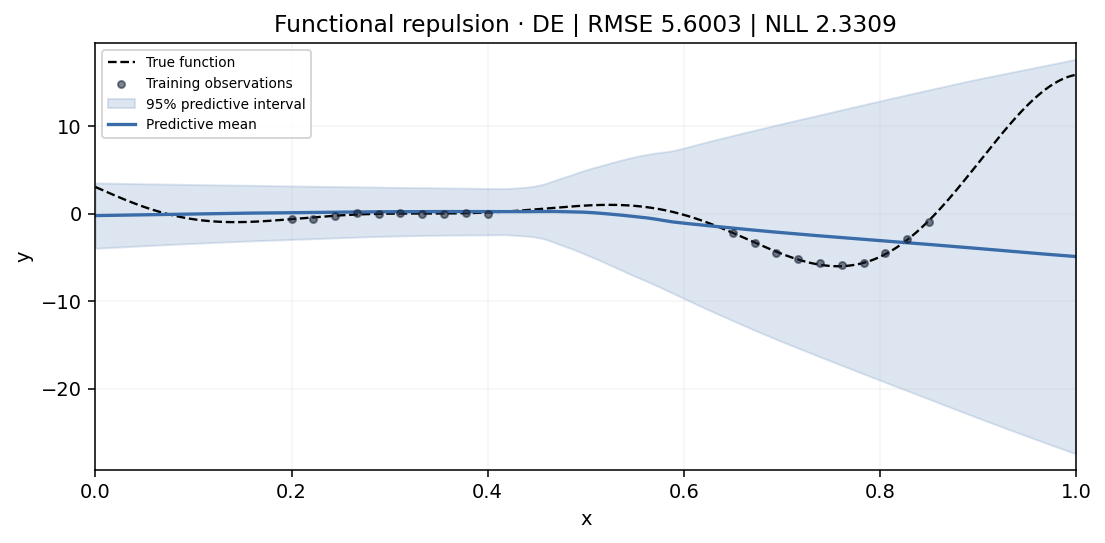 Functional repulsion · DE | RMSE 5.6003 | NLL 2.3309
True function
Training observations
95% predictive interval
Predictive mean
10
0
−10
−20
y
0.0 0.2 0.4 0.6 0.8 1.0
x